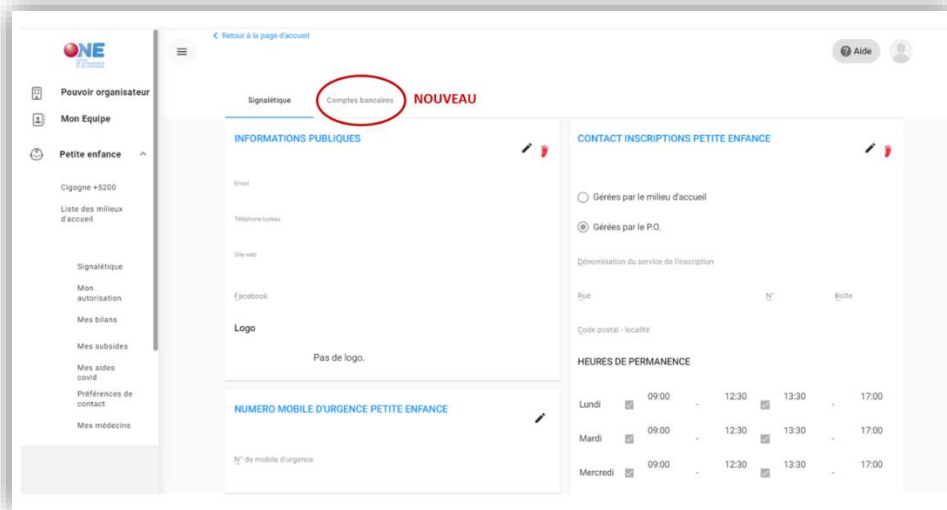 Retour à la page d'accueil
ONE
Aide
Pouvoir organisateur
Mon Equipe
Petite enfance
Cigogne +5200
Liste des milieux
d'accueil
Signalétique
Mon
autorisation
Mes bilans
Mes subsides
Mes aides
covid
Préférences de
contact
Mes médecins
Signalétique
Comptes bancaires
NOUVEAU
INFORMATIONS PUBLIQUES
Email
Téléphone bureau
Site web
Facebook
Logo
Pas de logo.
NUMERO MOBILE D'URGENCE PETITE ENFANCE
N° de mobile d'urgence
CONTACT INSCRIPTIONS PETITE ENFANCE
Gérées par le milieu d'accueil
Gérées par le P.O.
Dénomination du service de l'inscription
Rue N° Boîte
Code postal - localité
HEURES DE PERMANENCE
Lundi 09:00 - 12:30 13:30 - 17:00
Mardi 09:00 - 12:30 13:30 - 17:00
Mercredi 09:00 - 12:30 13:30 - 17:00